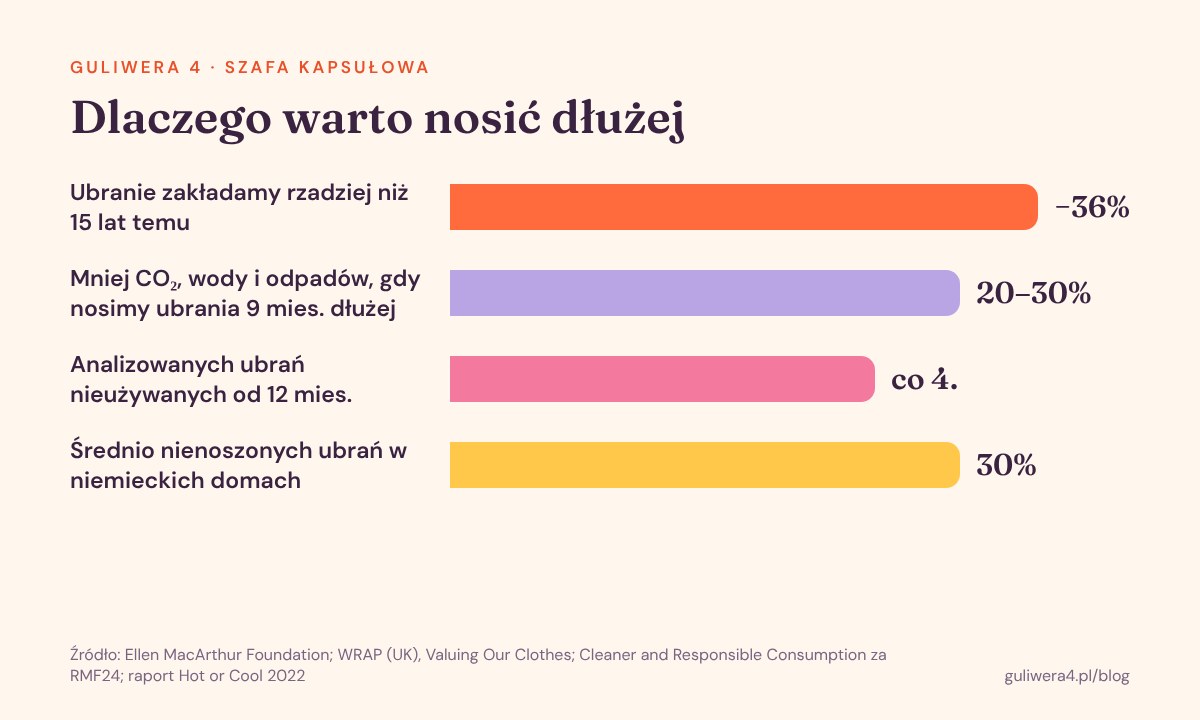 GULIWERA 4 · SZAFA KAPSUŁOWA
Dlaczego warto nosić dłużej
Ubranie zakładamy rzadziej niż
15 lat temu
−36%
Mniej CO₂, wody i odpadów, gdy
nosimy ubrania 9 mies. dłużej
20–30%
Analizowanych ubrań
nieużywanych od 12 mies.
co 4.
Średnio nienoszonych ubrań w
niemieckich domach
30%
Źródło: Ellen MacArthur Foundation; WRAP (UK), Valuing Our Clothes; Cleaner and Responsible Consumption za
RMF24; raport Hot or Cool 2022
guliwera4.pl/blog